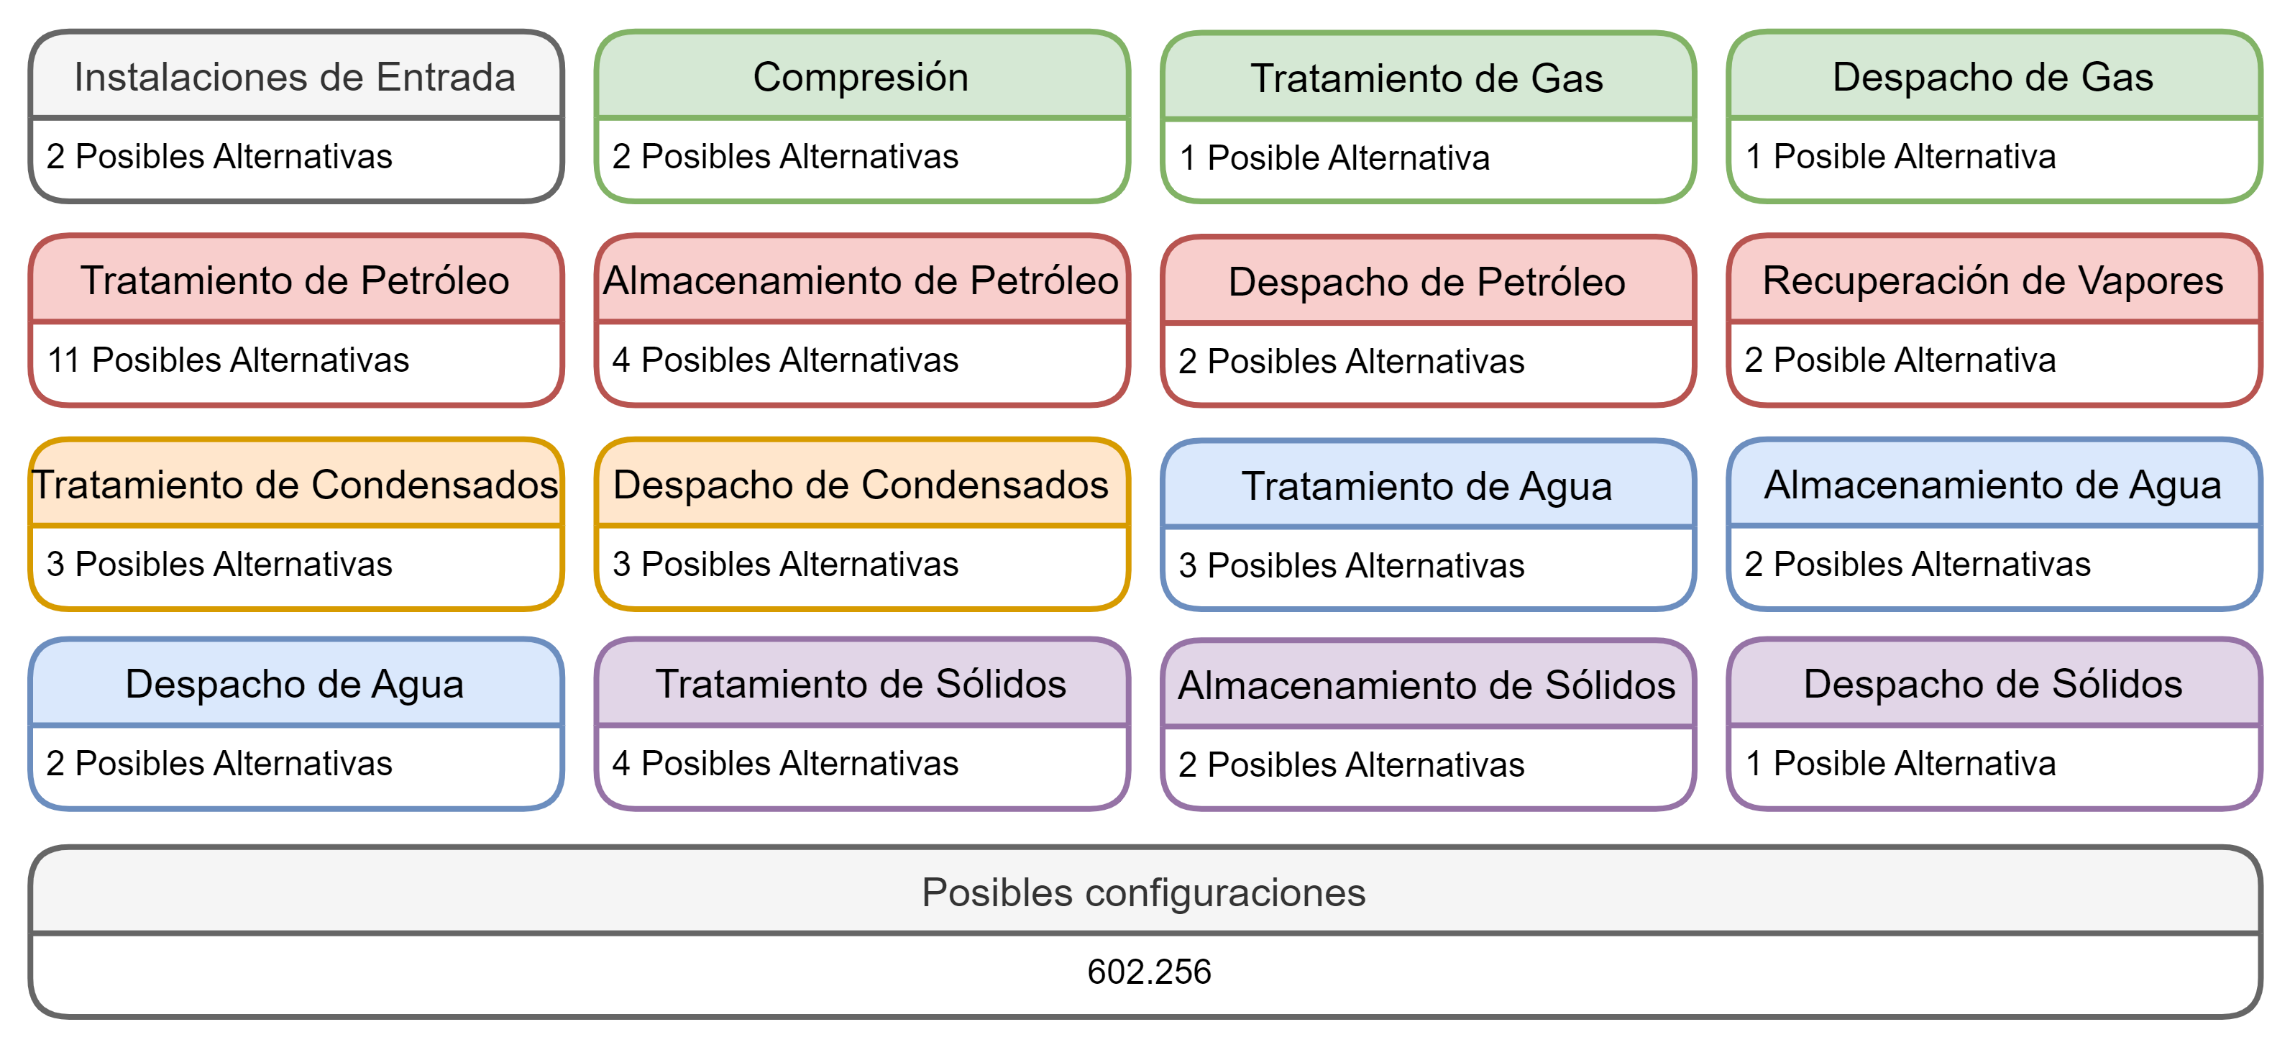 Instalaciones de Entrada
2 Posibles Alternativas
Compresión
2 Posibles Alternativas
Tratamiento de Gas
1 Posible Alternativa
Despacho de Gas
1 Posible Alternativa
Tratamiento de Petróleo
11 Posibles Alternativas
Almacenamiento de Petróleo
4 Posibles Alternativas
Despacho de Petróleo
2 Posibles Alternativas
Recuperación de Vapores
2 Posible Alternativa
Tratamiento de Condensados
3 Posibles Alternativas
Despacho de Condensados
3 Posibles Alternativas
Tratamiento de Agua
3 Posibles Alternativas
Almacenamiento de Agua
2 Posibles Alternativas
Despacho de Agua
2 Posibles Alternativas
Tratamiento de Sólidos
4 Posibles Alternativas
Almacenamiento de Sólidos
2 Posibles Alternativas
Despacho de Sólidos
1 Posible Alternativa
Posibles configuraciones
602.256